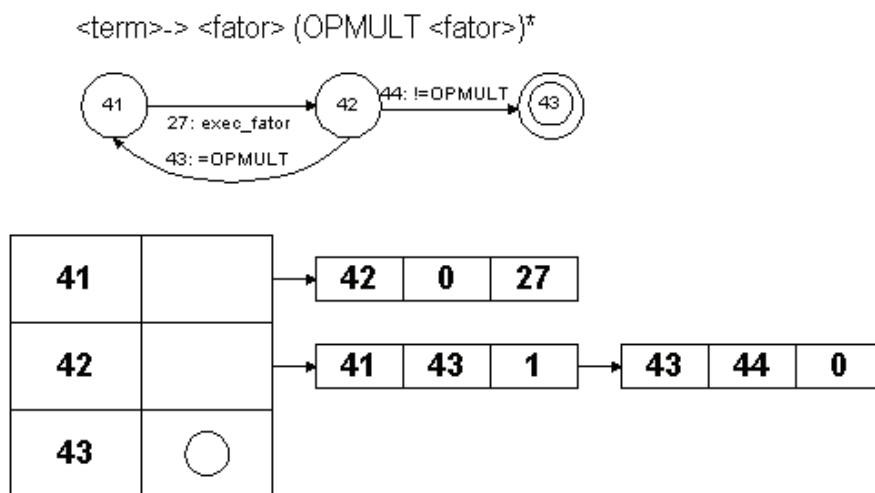 <term>-> <fator> (OPMULT <fator>)*
41 42 44: !=OPMULT 43
27: exec_fator
43: =OPMULT
41 42 0 27
42 41 43 1 43 44 0
43